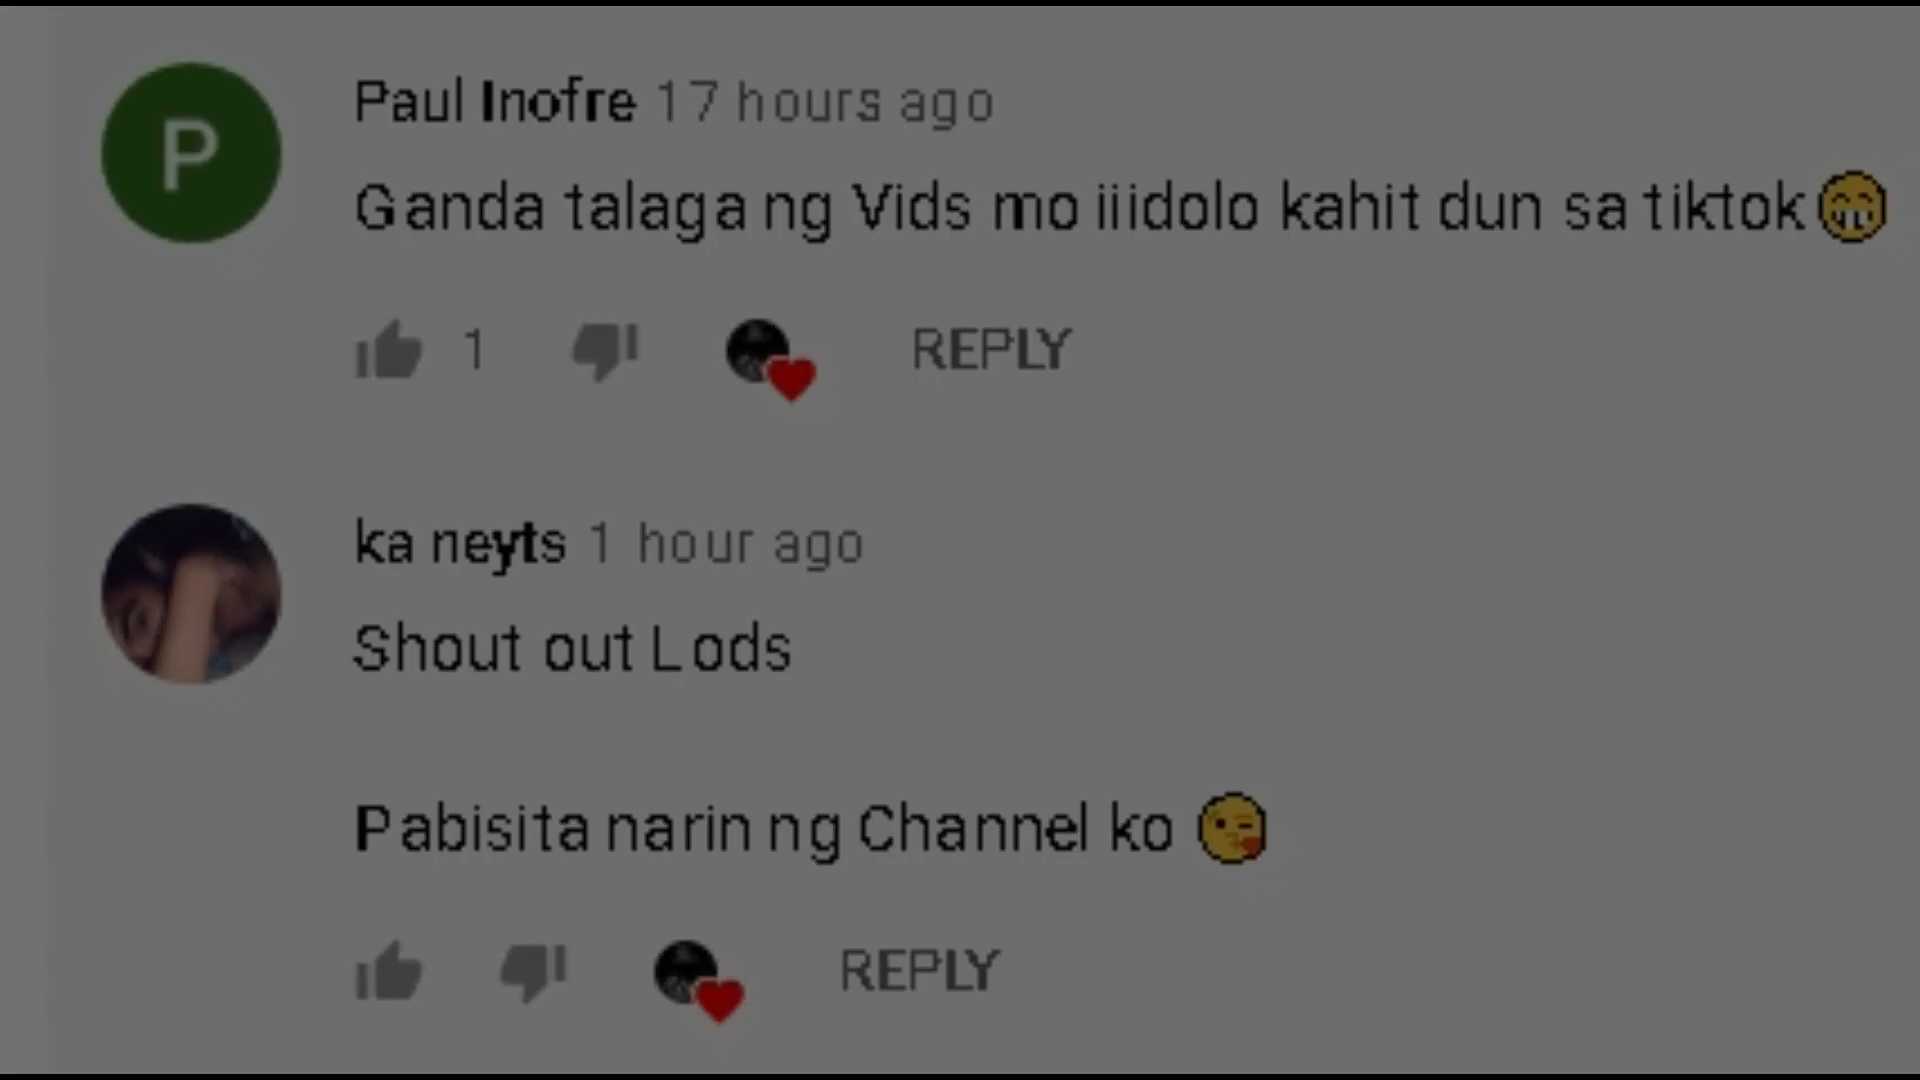 P
Paul Inofre 17 hours ago
Ganda talaga ng Vids mo iiidolo kahit dun sa tiktok😁
1 REPLY
ka neyts 1 hour ago
Shout out Lods
Pabisita narin ng Channel ko 😘
REPLY